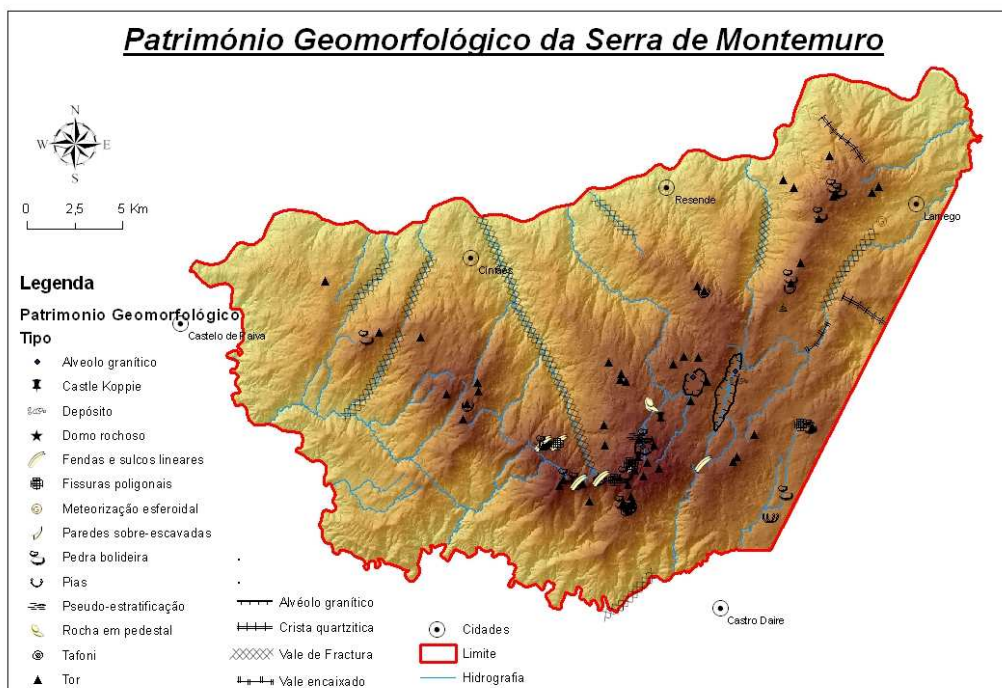 Património Geomorfológico da Serra de Montemuro
N
W E
S
0 2,5 5 Km
Resende
Lamego
Cinfães
Castelo de Paiva
Castro Daire
Legenda
Patrimonio Geomorfológico
Tipo
Alveolo granítico
Castle Koppie
Depósito
Domo rochoso
Fendas e sulcos lineares
Fissuras poligonais
Meteorização esferoidal
Paredes sobre-escavadas
Pedra bolideira
Pias
Pseudo-estratificação
Rocha em pedestal
Tafoni
Tor
Alvéolo granítico
Crista quartzitica
Vale de Fractura
Vale encaixado
Cidades
Limite
Hidrografia